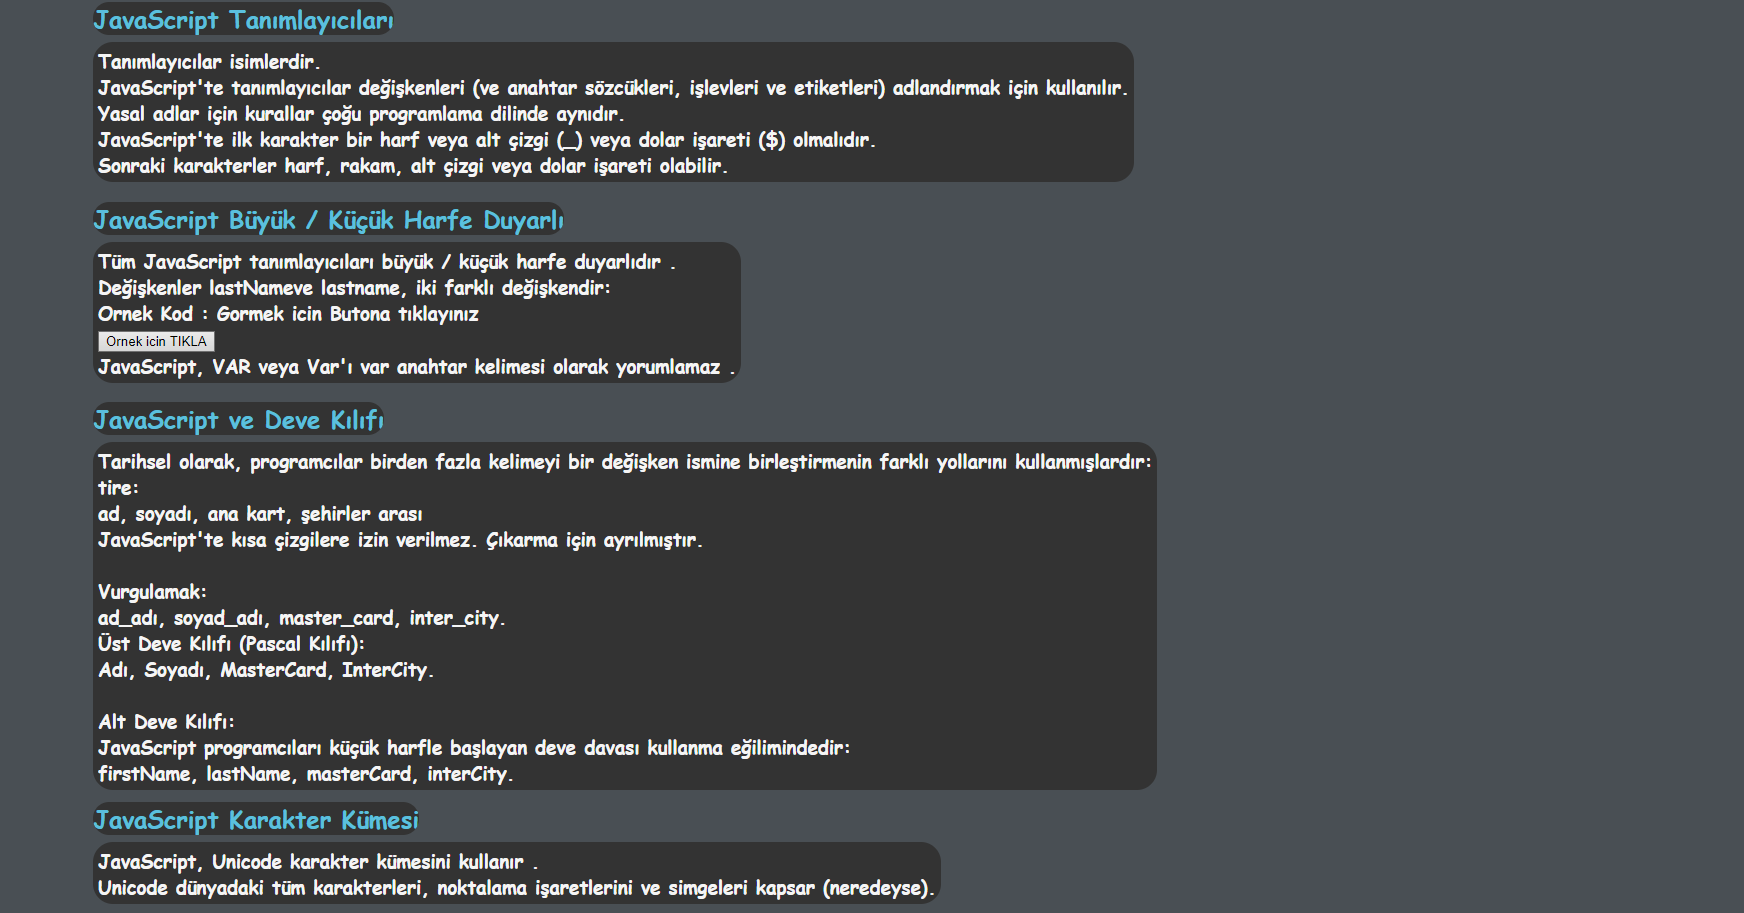 JavaScript Tanımlayıcıları
Tanımlayıcılar isimlerdir.
JavaScript'te tanımlayıcılar değişkenleri (ve anahtar sözcükleri, işlevleri ve etiketleri) adlandırmak için kullanılır.
Yasal adlar için kurallar çoğu programlama dilinde aynıdır.
JavaScript'te ilk karakter bir harf veya alt çizgi (_) veya dolar işareti ($) olmalıdır.
Sonraki karakterler harf, rakam, alt çizgi veya dolar işareti olabilir.
JavaScript Büyük / Küçük Harfe Duyarlı
Tüm JavaScript tanımlayıcıları büyük / küçük harfe duyarlıdır .
Değişkenler lastNameve lastname, iki farklı değişkendir:
Ornek Kod : Gormek icin Butona tıklayınız
Ornek icin TIKLA
JavaScript, VAR veya Var'ı var anahtar kelimesi olarak yorumlamaz .
JavaScript ve Deve Kılıfı
Tarihsel olarak, programcılar birden fazla kelimeyi bir değişken ismine birleştirmenin farklı yollarını kullanmışlardır:
tire:
ad, soyadı, ana kart, şehirler arası
JavaScript'te kısa çizgilere izin verilmez. Çıkarma için ayrılmıştır.
Vurgulamak:
ad_adı, soyad_adı, master_card, inter_city.
Üst Deve Kılıfı (Pascal Kılıfı):
Adı, Soyadı, MasterCard, InterCity.
Alt Deve Kılıfı:
JavaScript programcıları küçük harfle başlayan deve davası kullanma eğilimindedir:
firstName, lastName, masterCard, interCity.
JavaScript Karakter Kümesi
JavaScript, Unicode karakter kümesini kullanır .
Unicode dünyadaki tüm karakterleri, noktalama işaretlerini ve simgeleri kapsar (neredeyse).